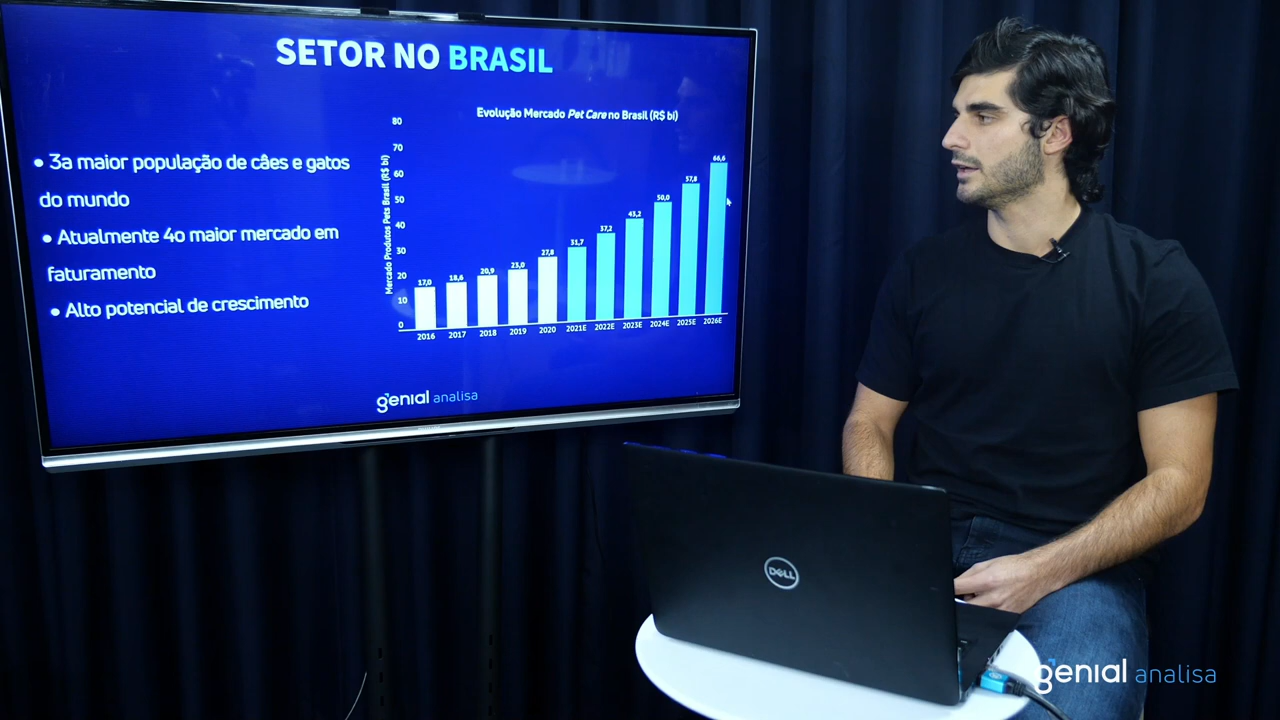 SETOR NO BRASIL
• 3a maior população de cães e gatos
do mundo
• Atualmente 4o maior mercado em
faturamento
• Alto potencial de crescimento
Evolução Mercado Pet Care no Brasil (R$ bi)
Mercado Produtos Pets Brasil (R$ bi)
80
70
60
50
40
30
20
10
0
17,0
18,6
20,9
23,0
27,8
31,7
37,2
43,2
50,0
57,8
66,6
2016
2017
2018
2019
2020
2021E
2022E
2023E
2024E
2025E
2026E
genial analisa
DELL
genial analisa